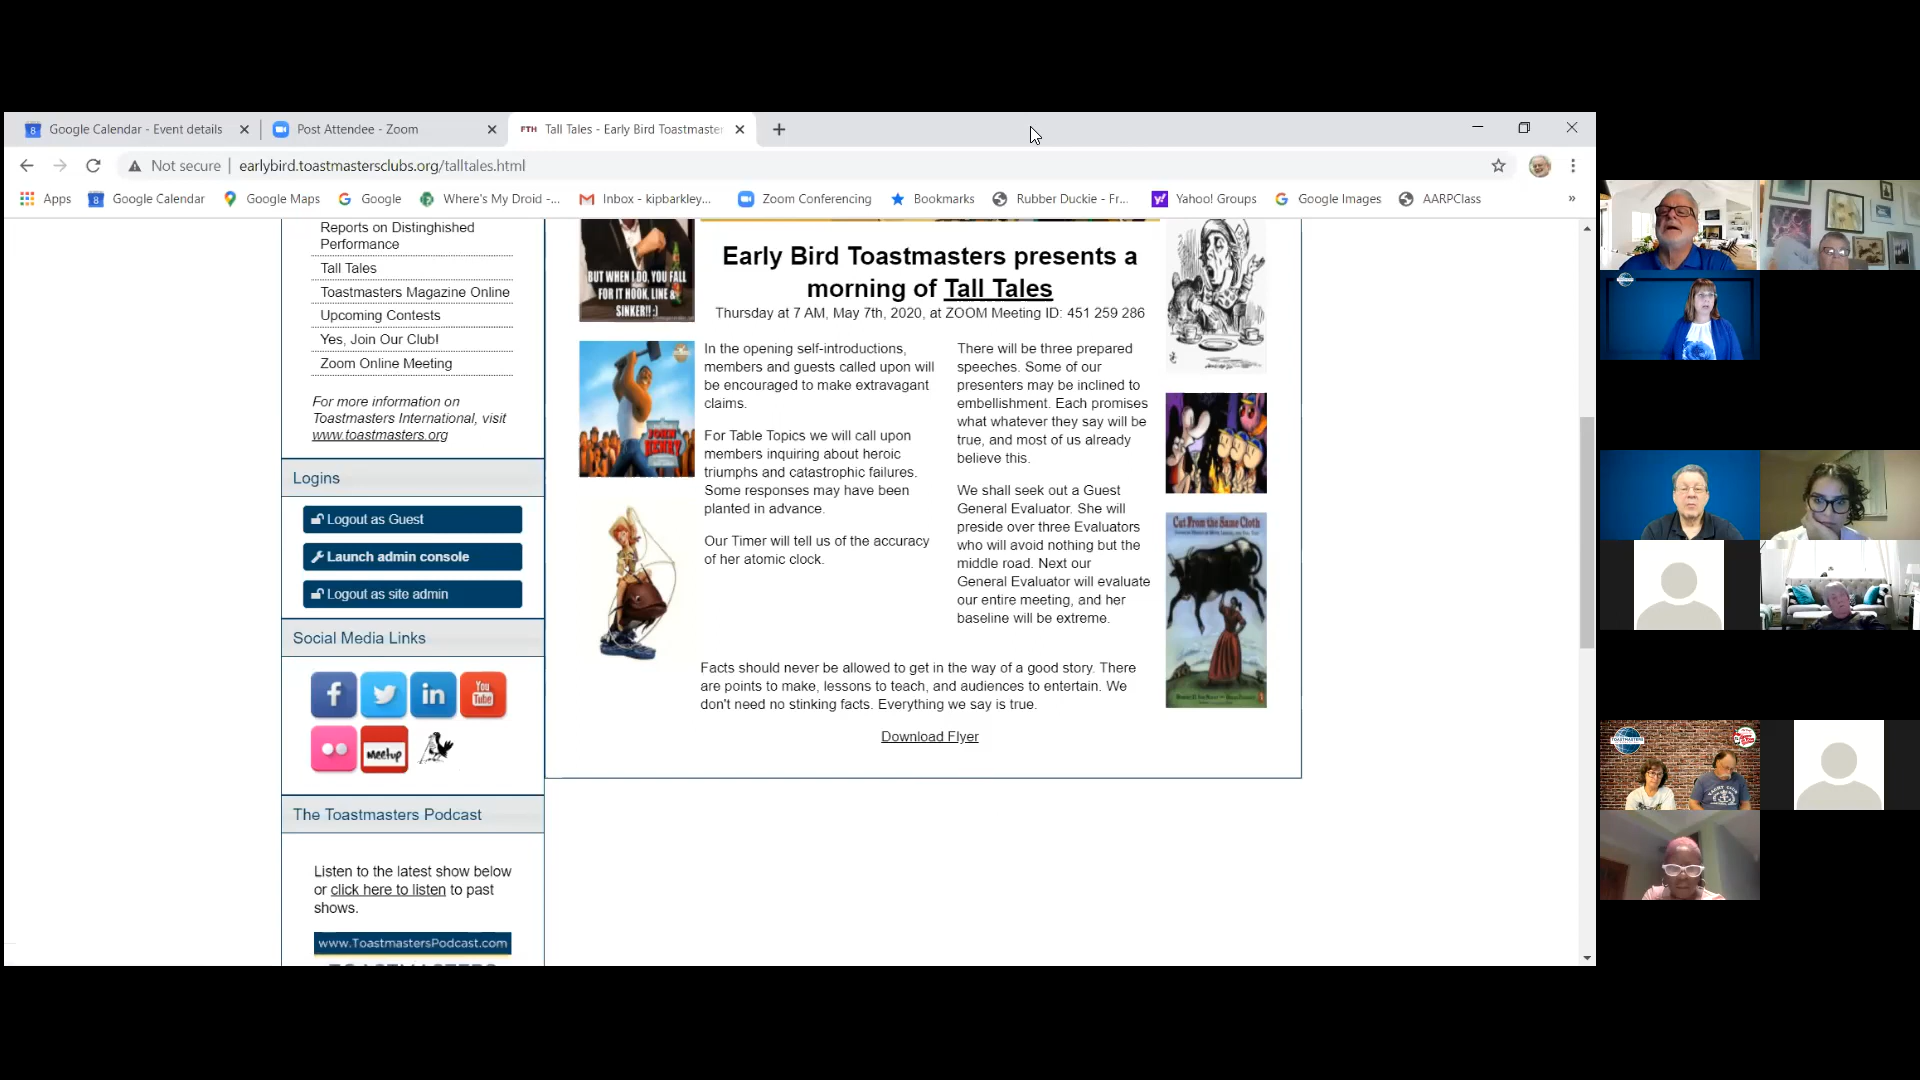 Google Calendar - Event details
Post Attendee - Zoom
FTH Tall Tales - Early Bird Toastmaster
Not secure | earlybird.toastmastersclubs.org/talltales.html
Apps Google Calendar Google Maps Google Where's My Droid -... Inbox - kipbarkley... Zoom Conferencing Bookmarks Rubber Duckie - Fr... Yahoo! Groups Google Images AARPClass »
Reports on Distinghished
Performance
Tall Tales
Toastmasters Magazine Online
Upcoming Contests
Yes, Join Our Club!
Zoom Online Meeting
For more information on
Toastmasters International, visit
www.toastmasters.org
Logins
Logout as Guest
Launch admin console
Logout as site admin
Social Media Links
f in You Tube
meetup
The Toastmasters Podcast
Listen to the latest show below
or click here to listen to past
shows.
www.ToastmastersPodcast.com
BUT WHEN I DO, YOU FALL
FOR IT HOOK, LINE &
SINKER!! :)
JOHN
HENRY
Early Bird Toastmasters presents a
morning of Tall Tales
Thursday at 7 AM, May 7th, 2020, at ZOOM Meeting ID: 451 259 286
In the opening self-introductions,
members and guests called upon will
be encouraged to make extravagant
claims.
For Table Topics we will call upon
members inquiring about heroic
triumphs and catastrophic failures.
Some responses may have been
planted in advance.
Our Timer will tell us of the accuracy
of her atomic clock.
There will be three prepared
speeches. Some of our
presenters may be inclined to
embellishment. Each promises
what whatever they say will be
true, and most of us already
believe this.
We shall seek out a Guest
General Evaluator. She will
preside over three Evaluators
who will avoid nothing but the
middle road. Next our
General Evaluator will evaluate
our entire meeting, and her
baseline will be extreme.
Facts should never be allowed to get in the way of a good story. There
are points to make, lessons to teach, and audiences to entertain. We
don't need no stinking facts. Everything we say is true.
Download Flyer
Cut From the Same Cloth
TOASTMASTERS
YACHT CLUB